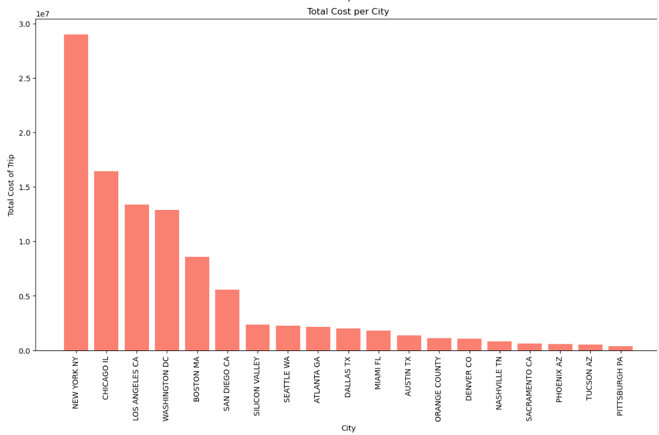 Total Cost per City
1e7
3.0
2.5
2.0
1.5
1.0
0.5
0.0
Total Cost of Trip
NEW YORK NY
CHICAGO IL
LOS ANGELES CA
WASHINGTON DC
BOSTON MA
SAN DIEGO CA
SILICON VALLEY
SEATTLE WA
ATLANTA GA
DALLAS TX
MIAMI FL
AUSTIN TX
ORANGE COUNTY
DENVER CO
NASHVILLE TN
SACRAMENTO CA
PHOENIX AZ
TUCSON AZ
PITTSBURGH PA
City